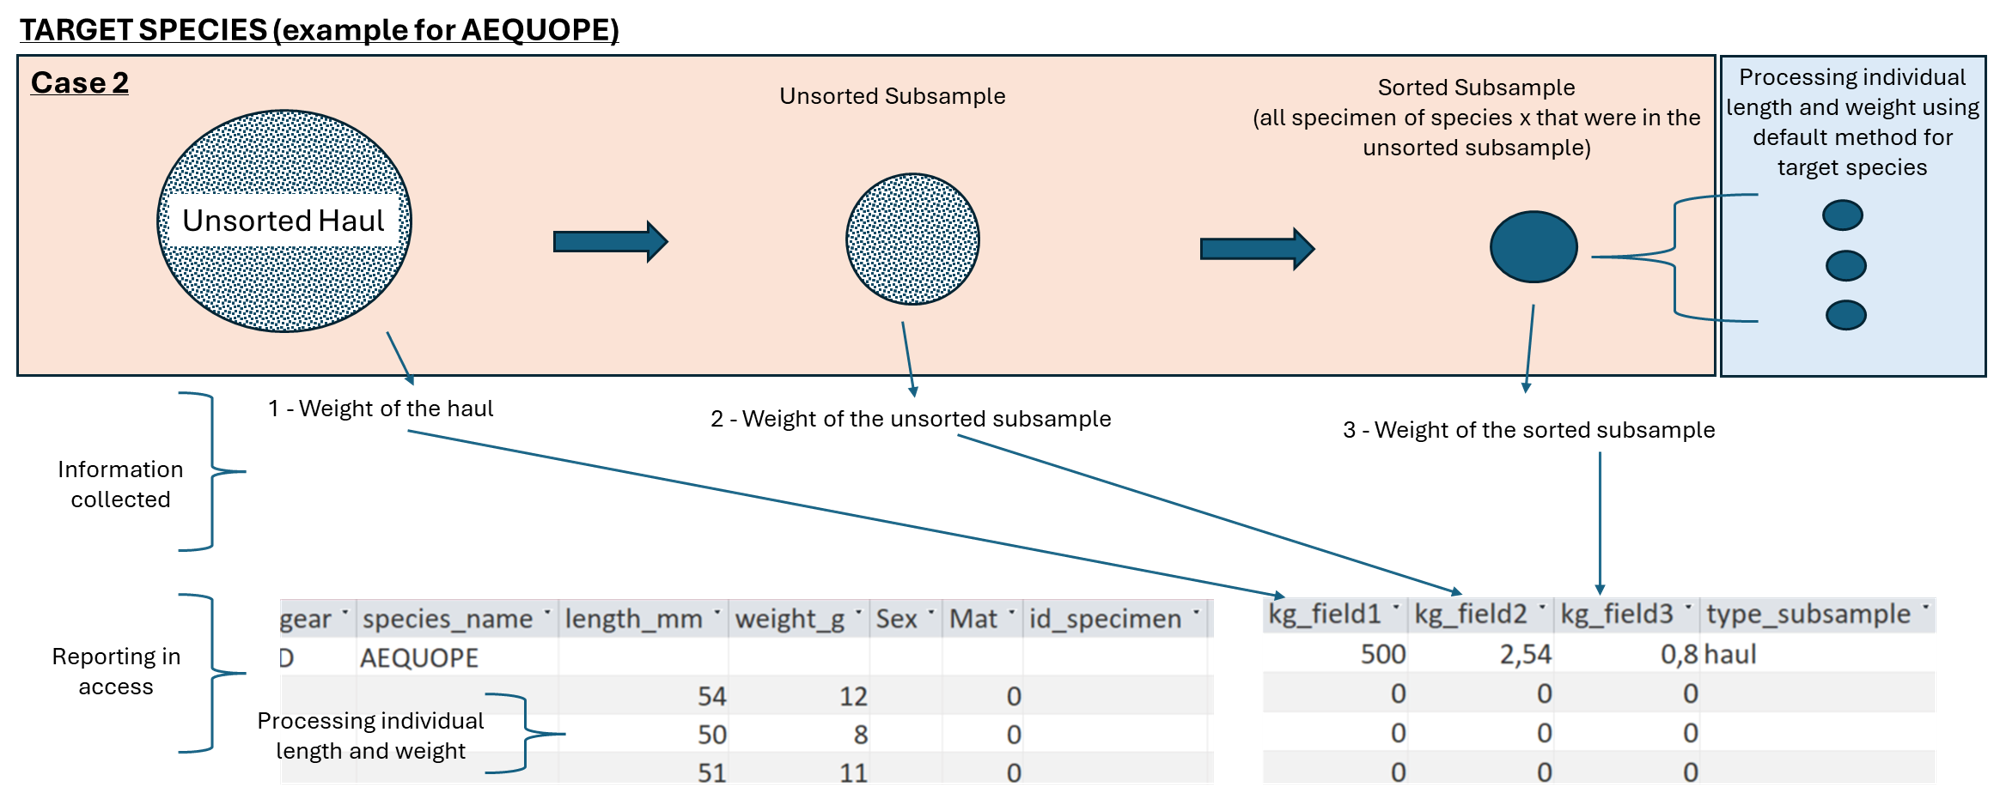 TARGET SPECIES (example for AEQUOPE)
Case 2
Unsorted Haul
Unsorted Subsample
Sorted Subsample
(all specimen of species x that were in the
unsorted subsample)
Processing individual
length and weight using
default method for
target species
1 - Weight of the haul
2 - Weight of the unsorted subsample
3 - Weight of the sorted subsample
Information
collected
Reporting in
access
gear species_name length_mm weight_g Sex Mat id_specimen kg_field1 kg_field2 kg_field3 type_subsample
D AEQUOPE 500 2,54 0,8 haul
54 12 0 0 0 0
Processing individual
length and weight
50 8 0 0 0 0
51 11 0 0 0 0